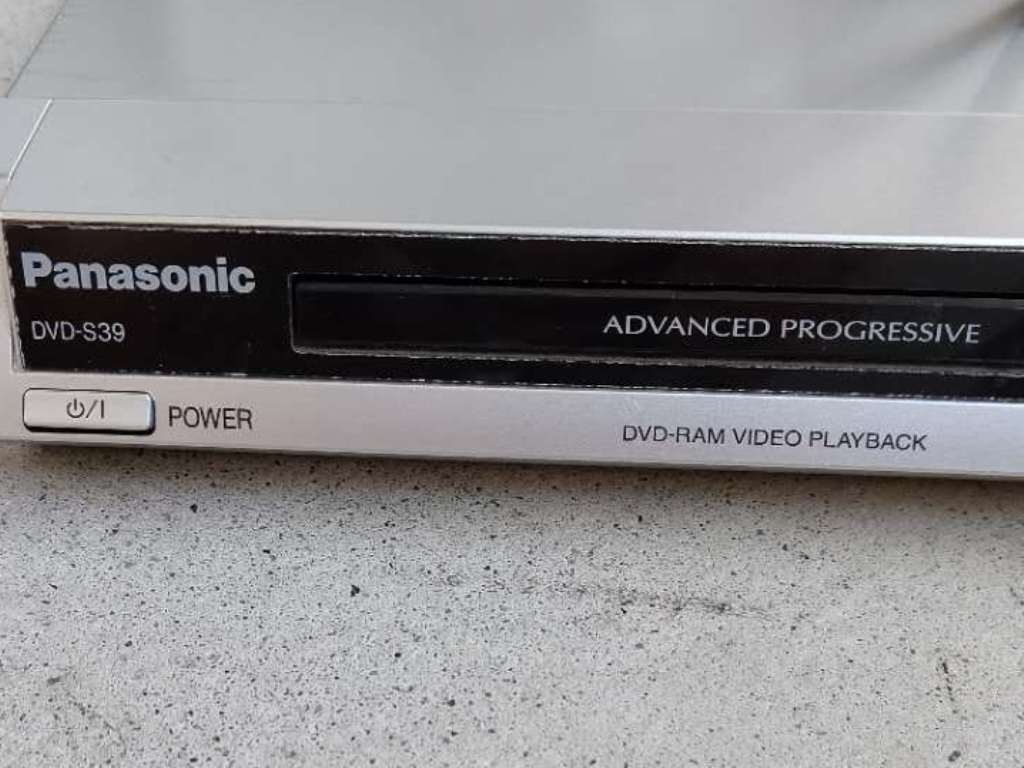 Panasonic
DVD-S39
ADVANCED PROGRESSIVE
⏻/I POWER
DVD-RAM VIDEO PLAYBACK